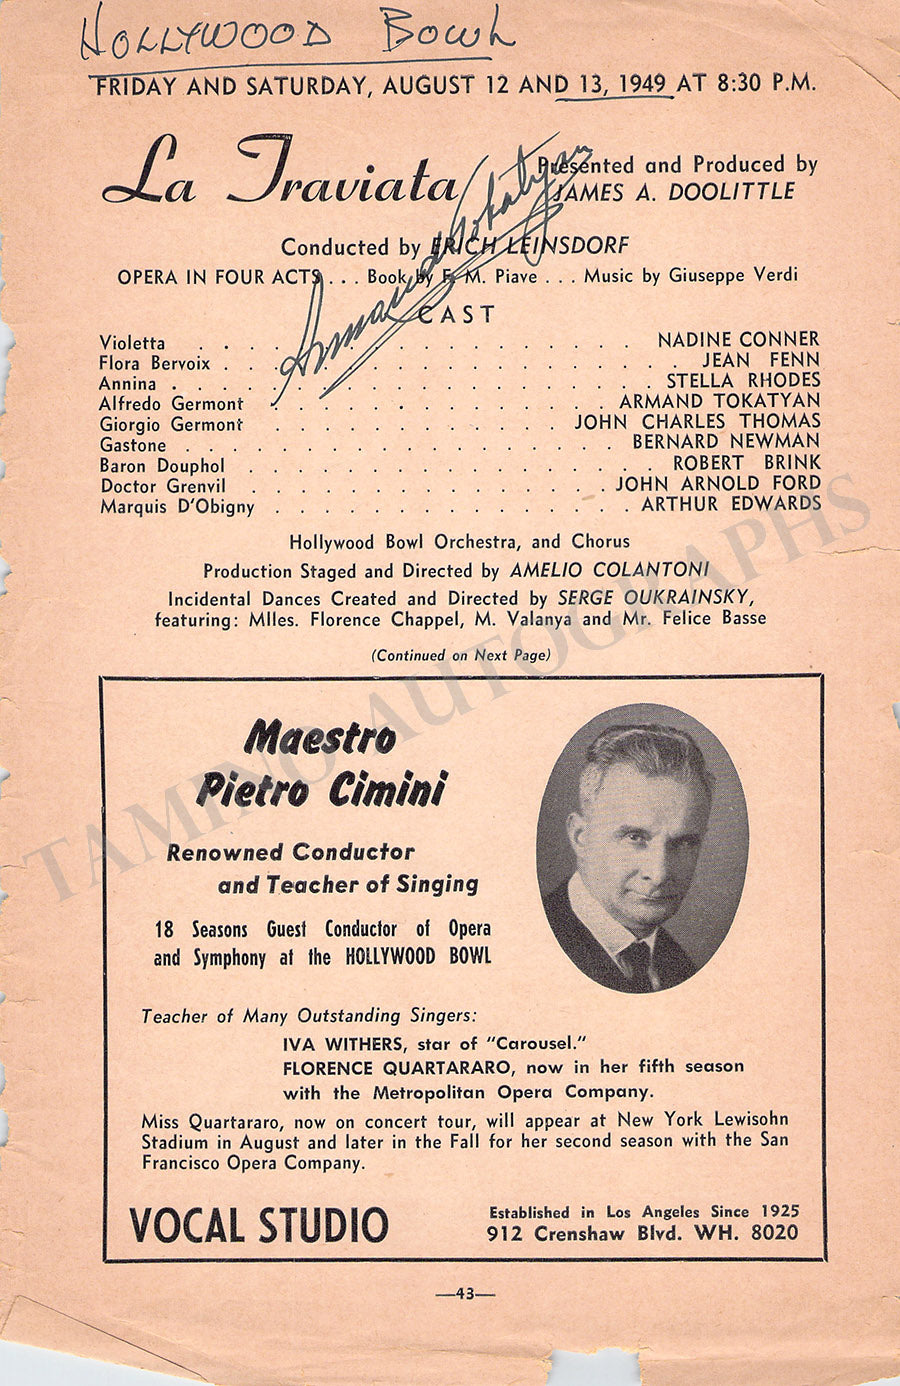 HOLLYWOOD BOWL
FRIDAY AND SATURDAY, AUGUST 12 AND 13, 1949 AT 8:30 P.M.
La Traviata
Presented and Produced by
JAMES A. DOOLITTLE
Armand Tokatyan
Conducted by ERICH LEINSDORF
OPERA IN FOUR ACTS . . . Book by F. M. Piave . . . Music by Giuseppe Verdi
CAST
Violetta . . . . . . . . . . . . . . . . . . . NADINE CONNER
Flora Bervoix . . . . . . . . . . . . . . . . . . . JEAN FENN
Annina . . . . . . . . . . . . . . . . . . . STELLA RHODES
Alfredo Germont . . . . . . . . . . . . . . . ARMAND TOKATYAN
Giorgio Germont . . . . . . . . . . . . . JOHN CHARLES THOMAS
Gastone . . . . . . . . . . . . . . . . . . BERNARD NEWMAN
Baron Douphol . . . . . . . . . . . . . . . . . ROBERT BRINK
Doctor Grenvil . . . . . . . . . . . . . . . JOHN ARNOLD FORD
Marquis D'Obigny . . . . . . . . . . . . . . ARTHUR EDWARDS
Hollywood Bowl Orchestra, and Chorus
Production Staged and Directed by AMELIO COLANTONI
Incidental Dances Created and Directed by SERGE OUKRAINSKY,
featuring: Mlles. Florence Chappel, M. Valanya and Mr. Felice Basse
(Continued on Next Page)
TAMINO AUTOGRAPHS
Maestro
Pietro Cimini
Renowned Conductor
and Teacher of Singing
18 Seasons Guest Conductor of Opera
and Symphony at the HOLLYWOOD BOWL
Teacher of Many Outstanding Singers:
IVA WITHERS, star of "Carousel."
FLORENCE QUARTARARO, now in her fifth season
with the Metropolitan Opera Company.
Miss Quartararo, now on concert tour, will appear at New York Lewisohn
Stadium in August and later in the Fall for her second season with the San
Francisco Opera Company.
VOCAL STUDIO
Established in Los Angeles Since 1925
912 Crenshaw Blvd. WH. 8020
—43—